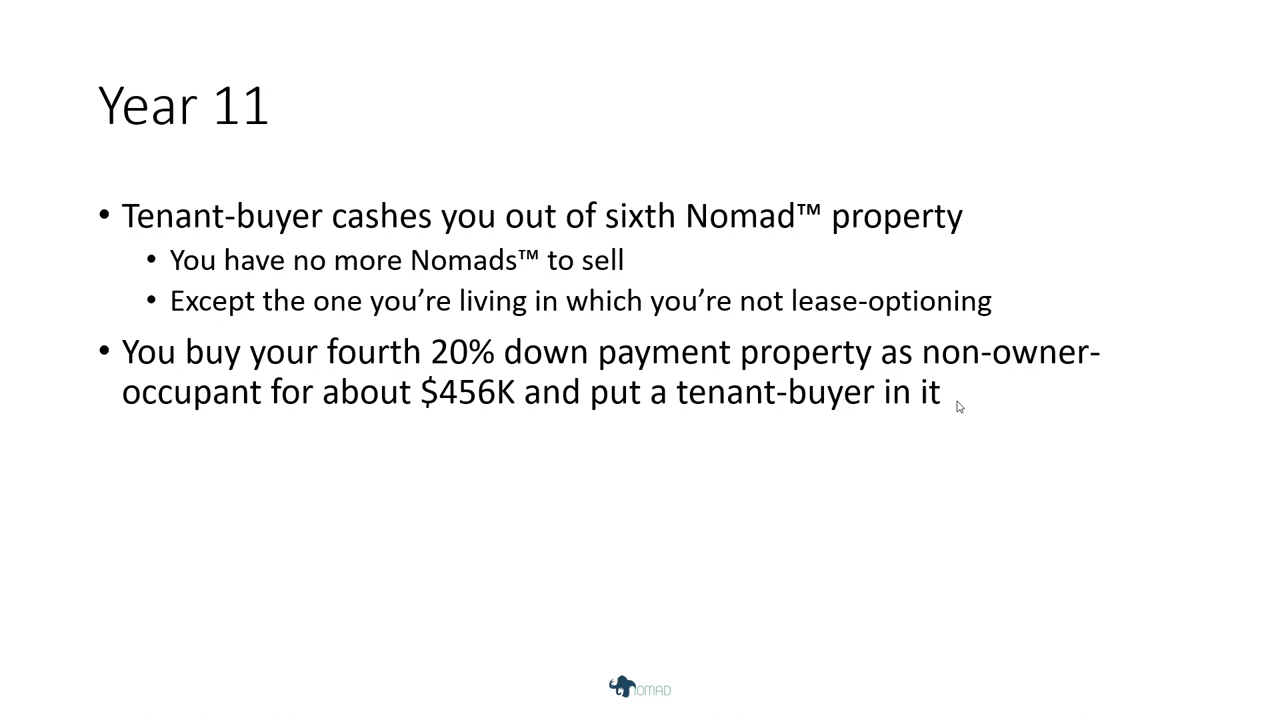 Year 11
• Tenant-buyer cashes you out of sixth Nomad™ property
• You have no more Nomads™ to sell
• Except the one you’re living in which you’re not lease-optioning
• You buy your fourth 20% down payment property as non-owner-
occupant for about $456K and put a tenant-buyer in it
NOMAD